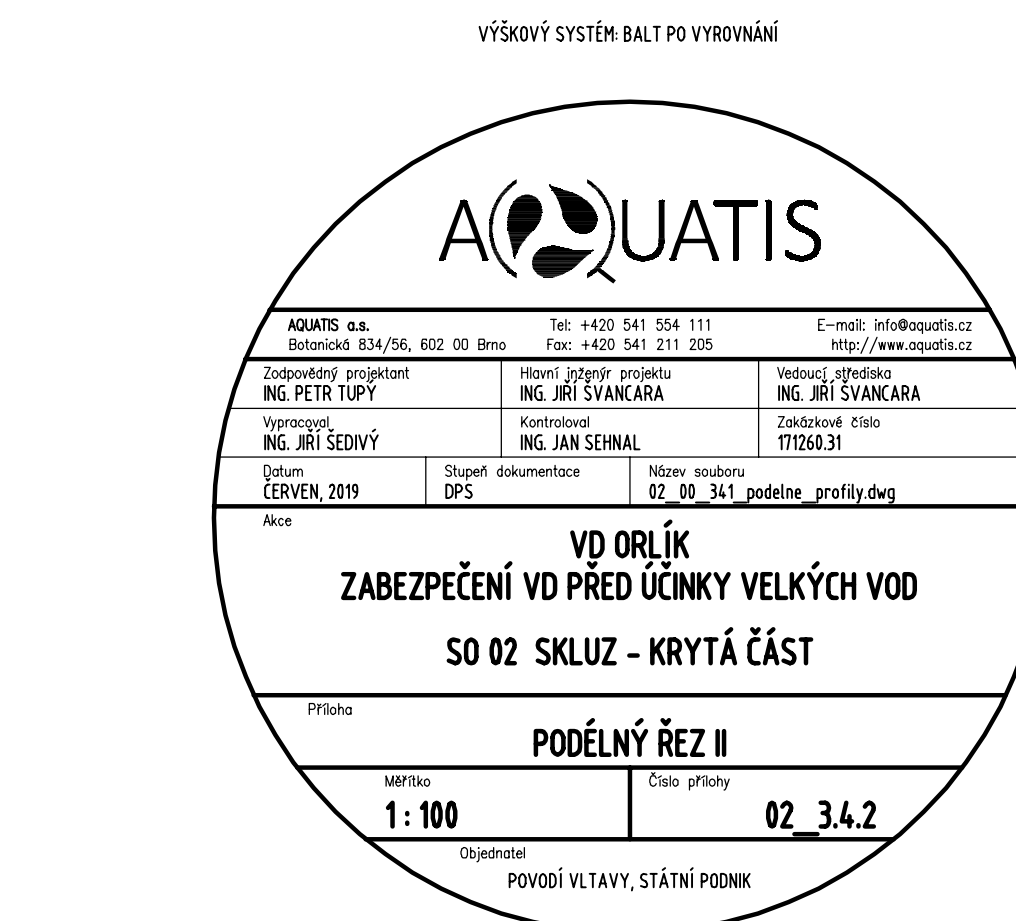 VÝŠKOVÝ SYSTÉM: BALT PO VYROVNÁNÍ
AQUATIS
AQUATIS a.s. Tel: +420 541 554 111 E-mail: info@aquatis.cz
Botanická 834/56, 602 00 Brno Fax: +420 541 211 205 http://www.aquatis.cz
Zodpovědný projektant Hlavní inženýr projektu Vedoucí střediska
ING. PETR TUPÝ ING. JIŘÍ ŠVANCARA ING. JIŘÍ ŠVANCARA
Vypracoval Kontroloval Zakázkové číslo
ING. JIŘÍ ŠEDIVÝ ING. JAN SEHNAL 171260.31
Datum Stupeň dokumentace Název souboru
ČERVEN, 2019 DPS 02_00_341_podelne_profily.dwg
Akce
VD ORLÍK
ZABEZPEČENÍ VD PŘED ÚČINKY VELKÝCH VOD
SO 02 SKLUZ - KRYTÁ ČÁST
Příloha
PODÉLNÝ ŘEZ II
Měřítko Číslo přílohy
1 : 100 02_3.4.2
Objednatel
POVODÍ VLTAVY, STÁTNÍ PODNIK